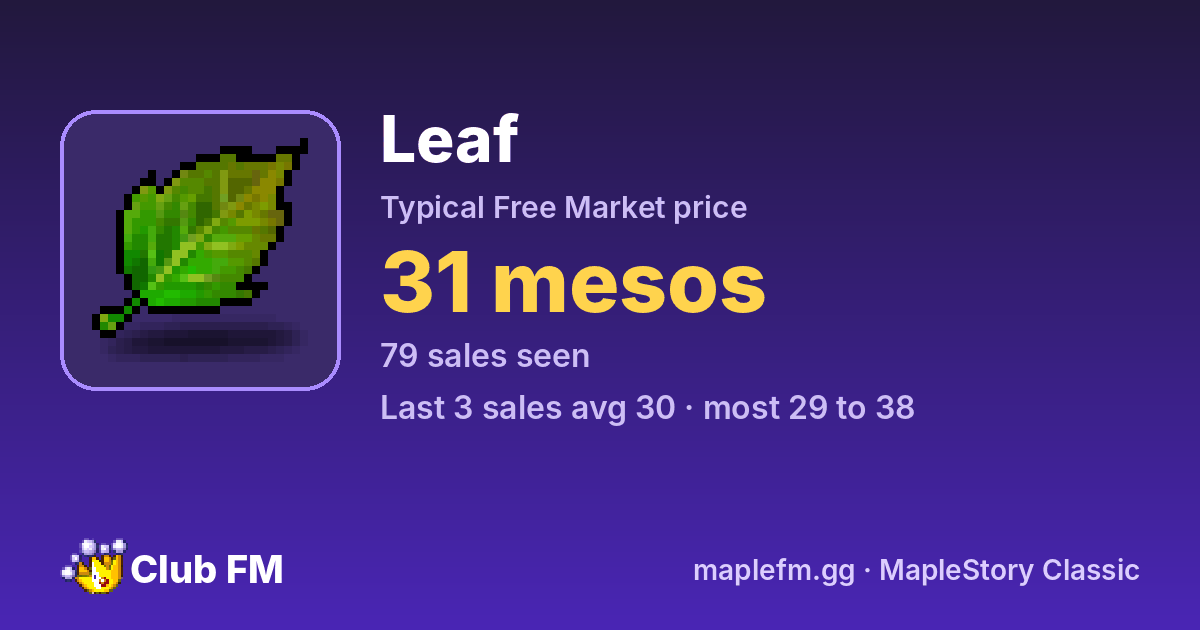 Leaf
Typical Free Market price
31 mesos
79 sales seen
Last 3 sales avg 30 · most 29 to 38
Club FM
maplefm.gg · MapleStory Classic